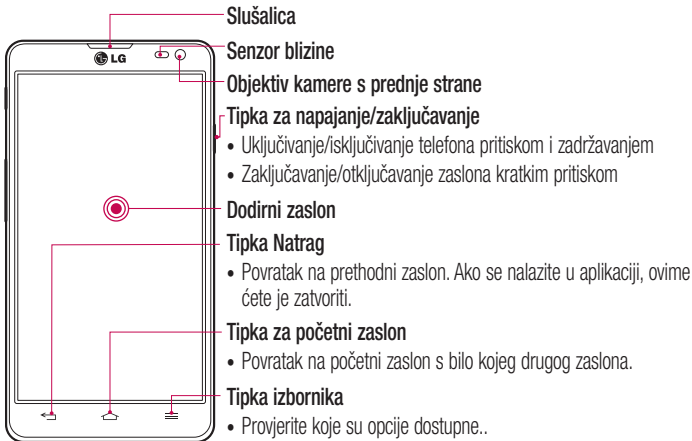 Slušalica
LG
Senzor blizine
Objektiv kamere s prednje strane
Tipka za napajanje/zaključavanje
• Uključivanje/isključivanje telefona pritiskom i zadržavanjem
• Zaključavanje/otključavanje zaslona kratkim pritiskom
Dodirni zaslon
Tipka Natrag
• Povratak na prethodni zaslon. Ako se nalazite u aplikaciji, ovime
ćete je zatvoriti.
Tipka za početni zaslon
• Povratak na početni zaslon s bilo kojeg drugog zaslona.
Tipka izbornika
• Provjerite koje su opcije dostupne..